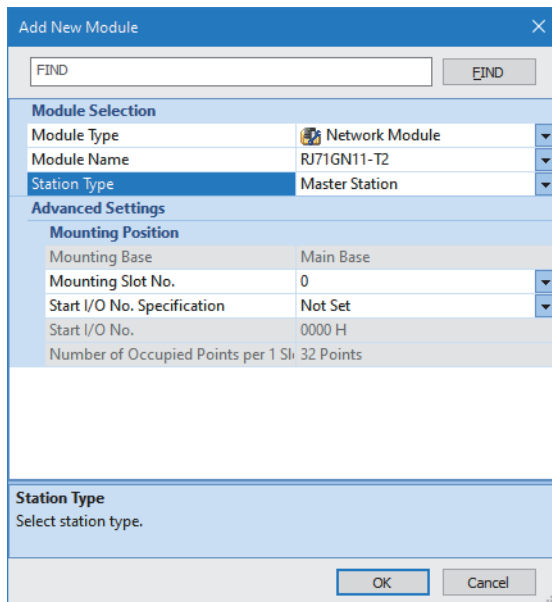 Add New Module
FIND
FIND
Module Selection
Module Type Network Module
Module Name RJ71GN11-T2
Station Type Master Station
Advanced Settings
Mounting Position
Mounting Base Main Base
Mounting Slot No. 0
Start I/O No. Specification Not Set
Start I/O No. 0000 H
Number of Occupied Points per 1 Sl 32 Points
Station Type
Select station type.
OK Cancel